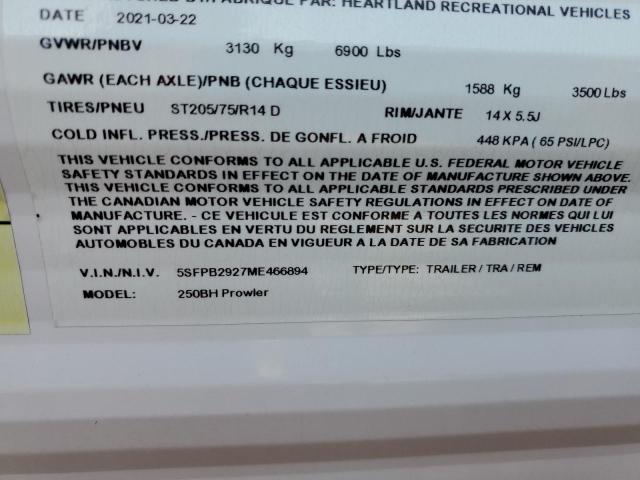 FABRIQUE PAR: HEARTLAND RECREATIONAL VEHICLES
DATE 2021-03-22
GVWR/PNBV 3130 Kg 6900 Lbs
GAWR (EACH AXLE)/PNB (CHAQUE ESSIEU) 1588 Kg 3500 Lbs
TIRES/PNEU ST205/75/R14 D RIM/JANTE 14 X 5.5J
COLD INFL. PRESS./PRESS. DE GONFL. A FROID 448 KPA ( 65 PSI/LPC)
THIS VEHICLE CONFORMS TO ALL APPLICABLE U.S. FEDERAL MOTOR VEHICLE
SAFETY STANDARDS IN EFFECT ON THE DATE OF MANUFACTURE SHOWN ABOVE.
THIS VEHICLE CONFORMS TO ALL APPLICABLE STANDARDS PRESCRIBED UNDER
THE CANADIAN MOTOR VEHICLE SAFETY REGULATIONS IN EFFECT ON DATE OF
MANUFACTURE. - CE VEHICULE EST CONFORME A TOUTES LES NORMES QUI LUI
SONT APPLICABLES EN VERTU DU REGLEMENT SUR LA SECURITE DES VEHICLES
AUTOMOBILES DU CANADA EN VIGUEUR A LA DATE DE SA FABRICATION
V.I.N./N.I.V. 5SFPB2927ME466894 TYPE/TYPE: TRAILER / TRA / REM
MODEL: 250BH Prowler